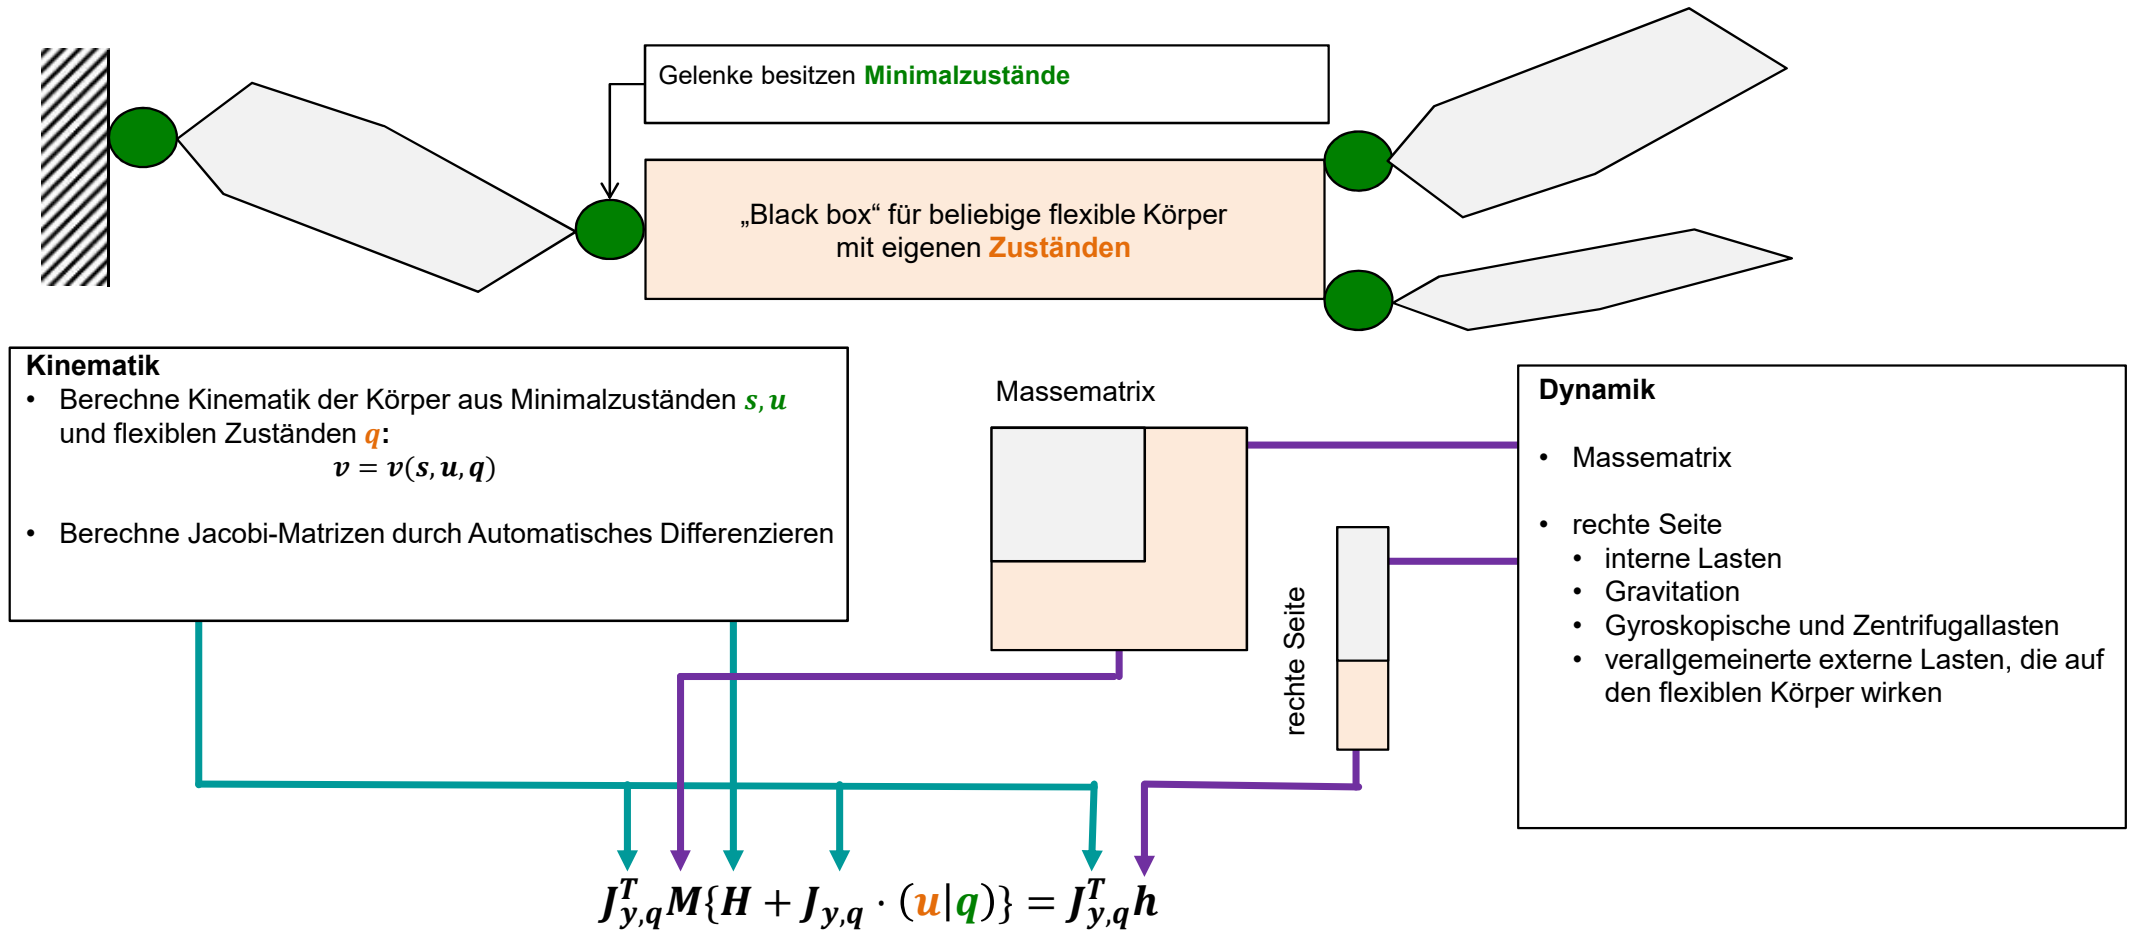 Gelenke besitzen Minimalzustände
„Black box“ für beliebige flexible Körper
mit eigenen Zuständen
Kinematik
• Berechne Kinematik der Körper aus Minimalzuständen s, u
und flexiblen Zuständen q:
v = v(s, u, q)
• Berechne Jacobi-Matrizen durch Automatisches Differenzieren
Massematrix
rechte Seite
Dynamik
• Massematrix
• rechte Seite
• interne Lasten
• Gravitation
• Gyroskopische und Zentrifugallasten
• verallgemeinerte externe Lasten, die auf
den flexiblen Körper wirken
J_{y,q}^T M{H + J_{y,q} · (u|q)} = J_{y,q}^T h